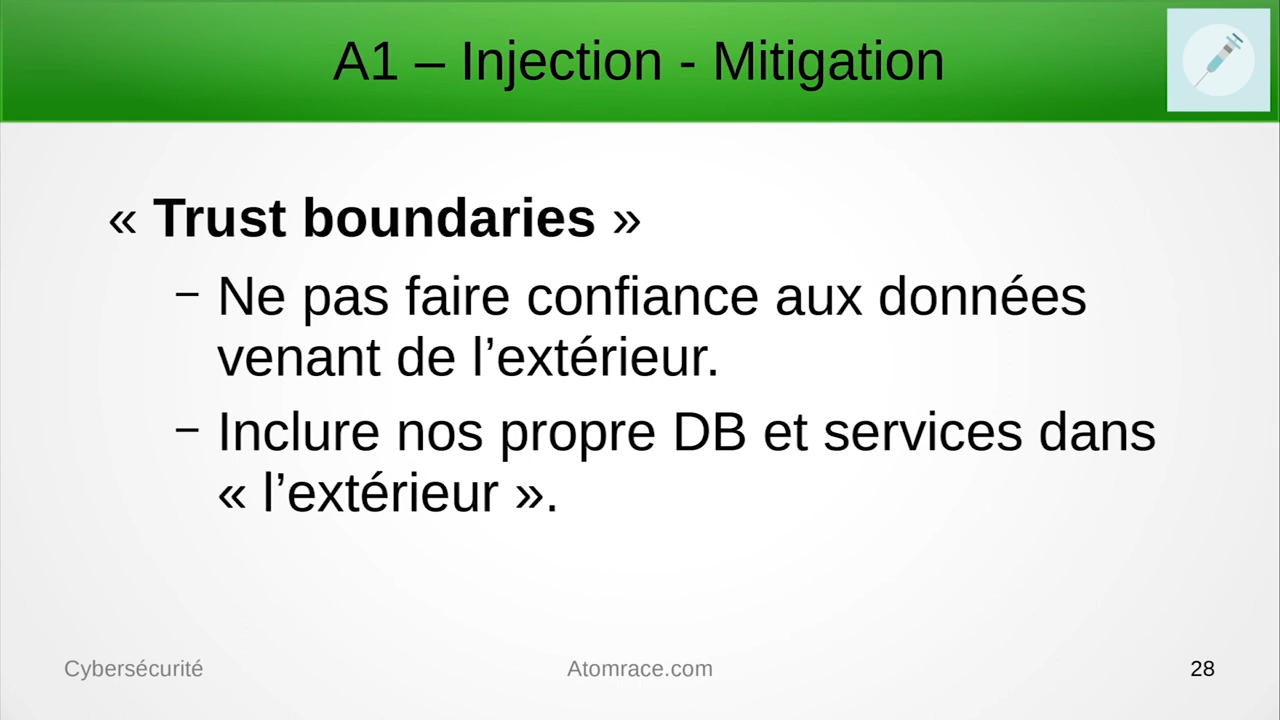 A1 – Injection - Mitigation
« Trust boundaries »
– Ne pas faire confiance aux données
venant de l’extérieur.
– Inclure nos propre DB et services dans
« l’extérieur ».
Cybersécurité
Atomrace.com
28